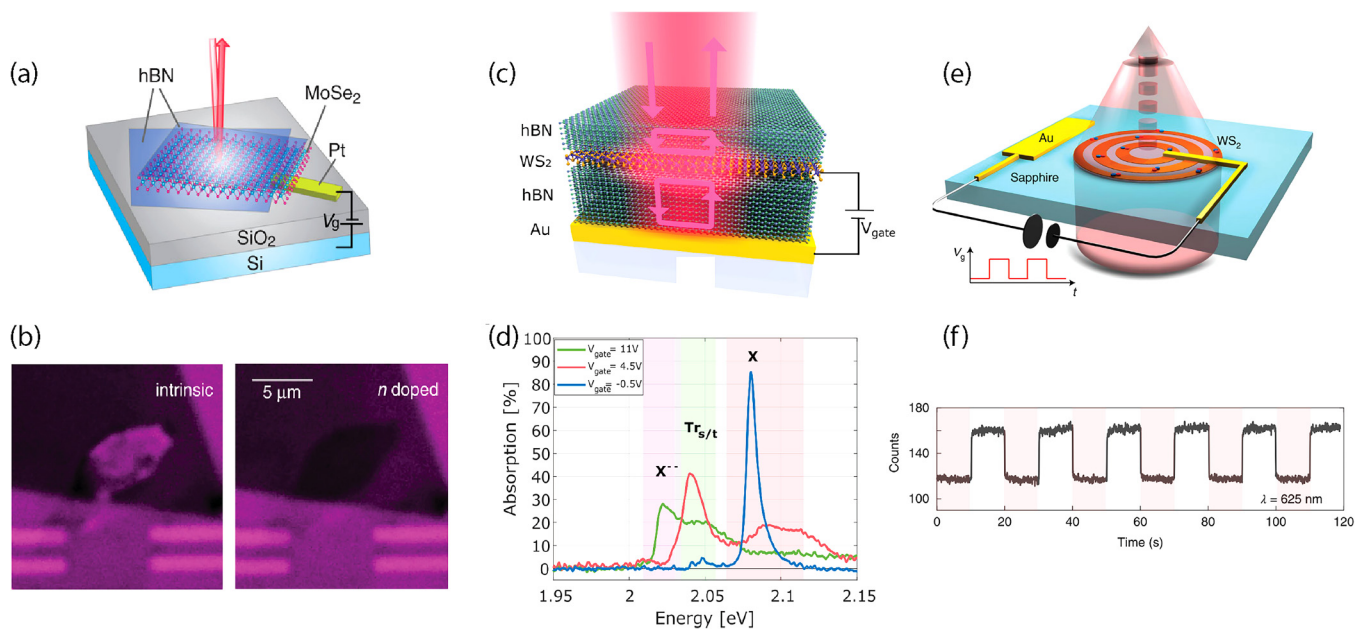 (a)
hBN
MoSe₂
Pt
Vg
SiO₂
Si
(b)
intrinsic
5 µm
n doped
(c)
hBN
WS₂
hBN
Au
Vgate
(d)
Vgate = 11V
Vgate = 4.5V
Vgate = -0.5V
X
Trs/t
X--
Absorption [%]
100
90
80
70
60
50
40
30
20
10
0
1.95
2
2.05
2.1
2.15
Energy [eV]
(e)
Au
WS₂
Sapphire
Vg
t
(f)
Counts
180
140
100
λ = 625 nm
0
20
40
60
80
100
120
Time (s)